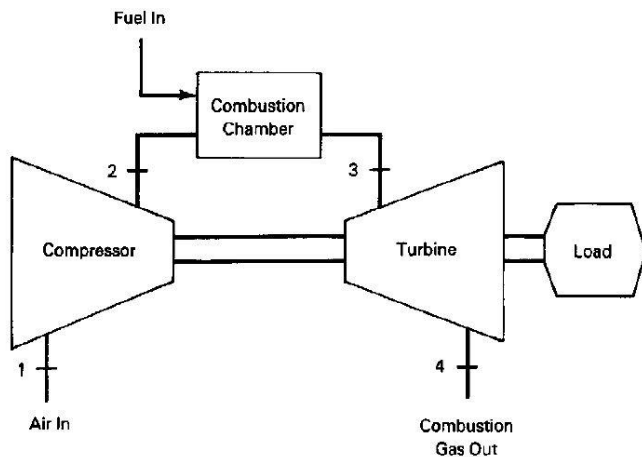 Fuel In
Combustion
Chamber
2
3
Compressor
Turbine
Load
1
4
Air In
Combustion
Gas Out